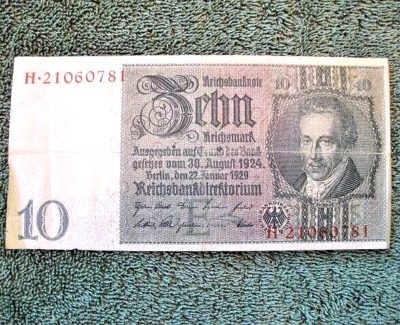 H·21060781
Reichsbanknote
10 10
Zehn
Reichsmark
Ausgegeben auf Grund des Bank
gesetzes vom 30. August 1924
Berlin, den 22. Januar 1929
Reichsbankdirektorium
10
E
H·21060781